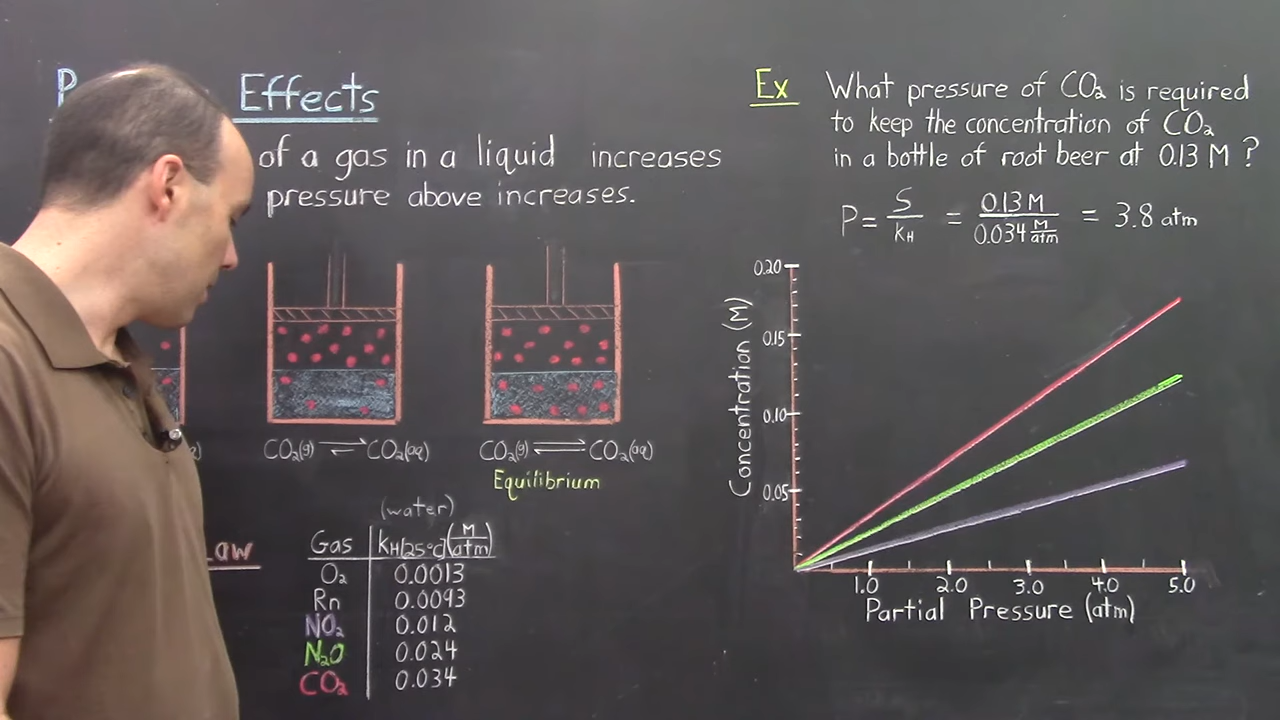 Effects
of a gas in a liquid increases
pressure above increases.
CO₂(g) ⇌ CO₂(aq)
CO₂(g) ⇌ CO₂(aq)
Equilibrium
Law
(water)
Gas kH[25°C] (M/atm)
O₂ 0.0013
Rn 0.0093
NO₂ 0.012
N₂O 0.024
CO₂ 0.034
Ex What pressure of CO₂ is required
to keep the concentration of CO₂
in a bottle of root beer at 0.13 M ?
P = S/kH = 0.13 M / 0.034 M/atm = 3.8 atm
Concentration (M)
0.20
0.15
0.10
0.05
1.0 2.0 3.0 4.0 5.0
Partial Pressure (atm)